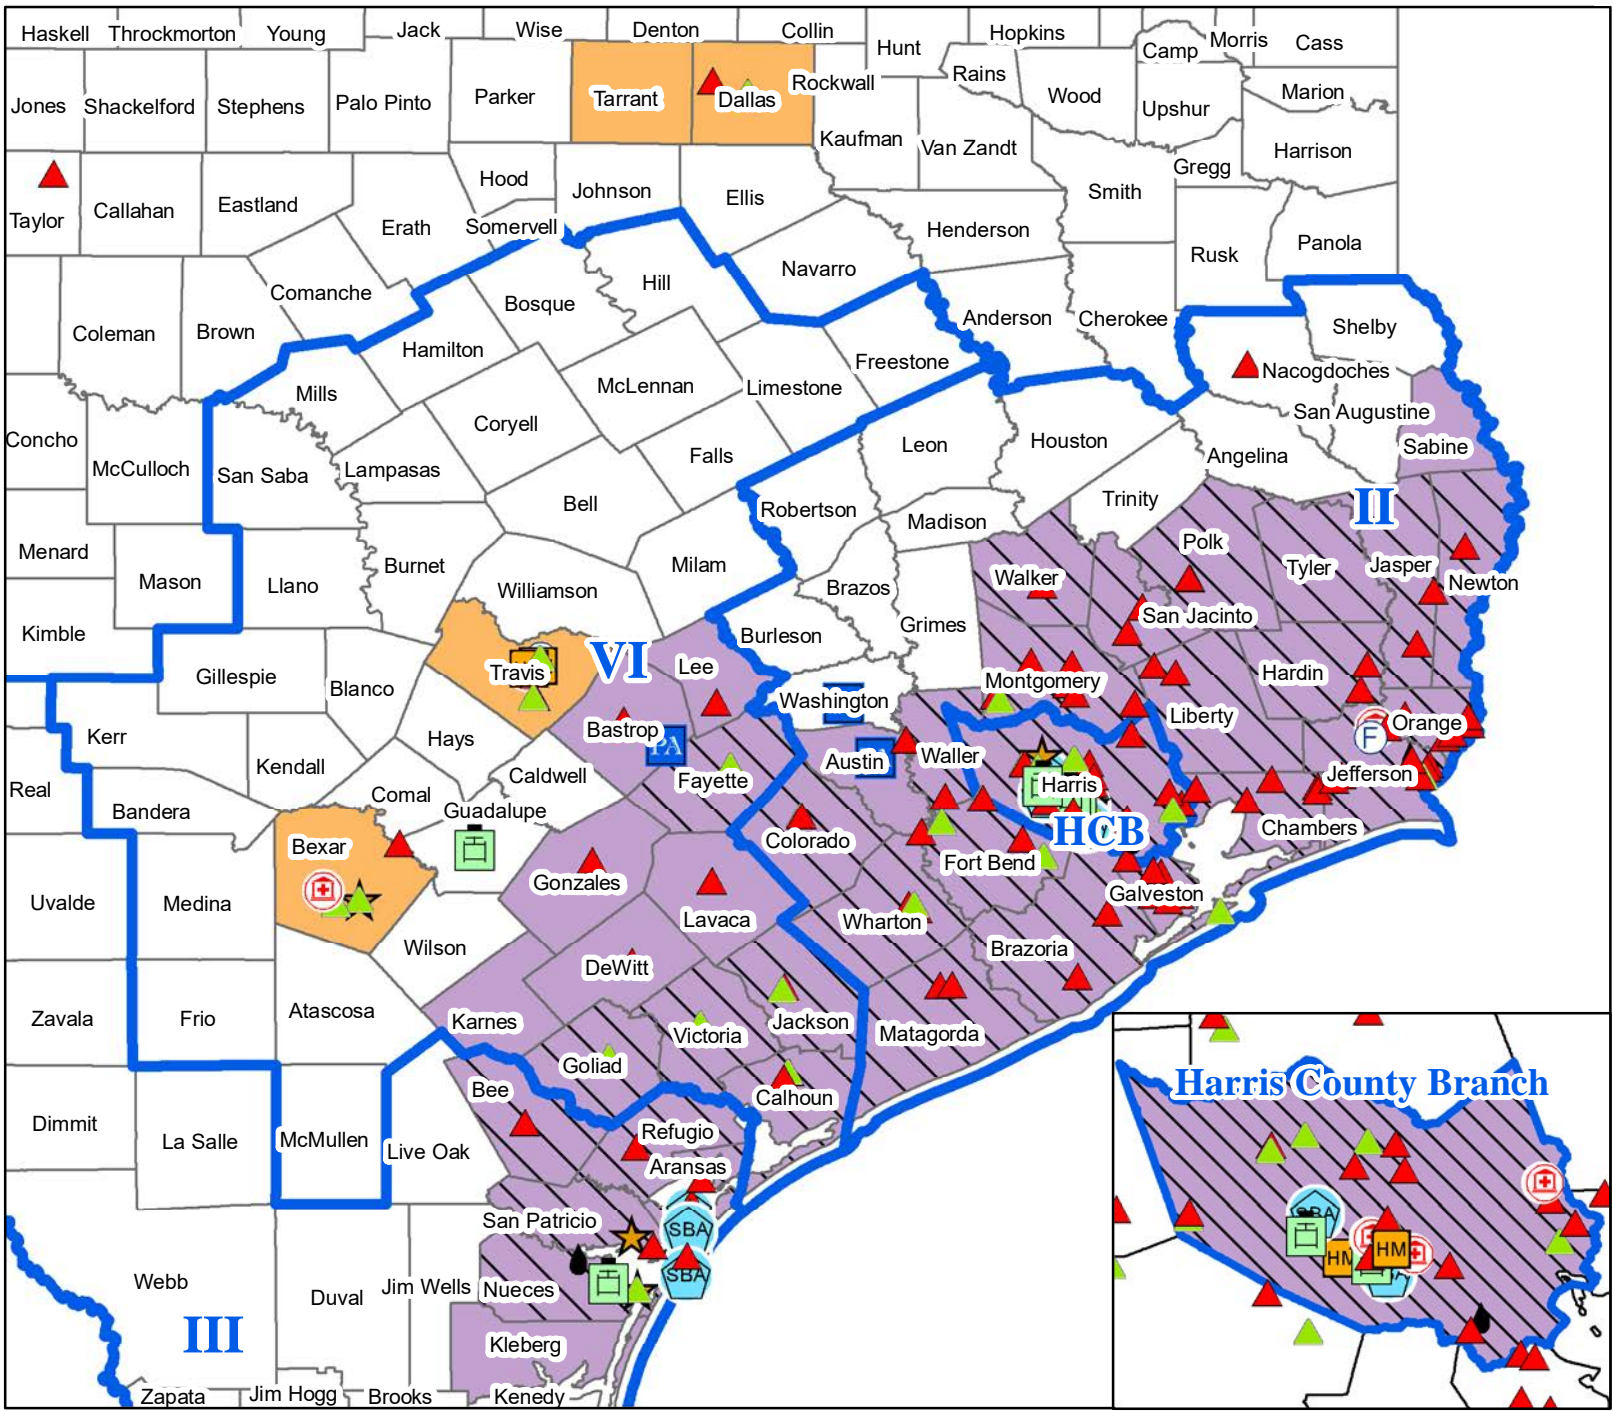 Haskell Throckmorton Young Jack Wise Denton Collin Hunt Hopkins Camp Morris Cass
Jones Shackelford Stephens Palo Pinto Parker Tarrant Dallas Rockwall Rains Wood Upshur Marion
Kaufman Van Zandt Gregg Harrison
Taylor Callahan Eastland Hood Johnson Ellis Smith
Erath Somervell Henderson Rusk Panola
Comanche Bosque Hill Navarro
Coleman Brown Hamilton Anderson Cherokee Shelby
Mills McLennan Limestone Freestone Nacogdoches
Concho McCulloch San Saba Lampasas Coryell Falls Leon Houston Angelina San Augustine Sabine
Bell Robertson Madison Trinity II
Menard Mason Llano Burnet Williamson Milam Brazos Walker Polk Tyler Jasper Newton
Kimble Gillespie Blanco Travis VI Lee Burleson Grimes San Jacinto Hardin
Kerr Hays Bastrop PA Washington Montgomery Liberty F Orange
Real Bandera Kendall Comal Guadalupe Caldwell Fayette Austin Waller Harris Jefferson
HCB
Bexar Colorado Fort Bend Chambers
Uvalde Medina Wilson Gonzales Lavaca Wharton Galveston
Zavala Frio Atascosa Karnes DeWitt Victoria Jackson Brazoria Matagorda
Dimmit La Salle McMullen Live Oak Bee Goliad Calhoun
Refugio
Aransas
San Patricio SBA
Webb Duval Jim Wells Nueces SBA
III Kleberg
Zapata Jim Hogg Brooks Kenedy
Harris County Branch
HM